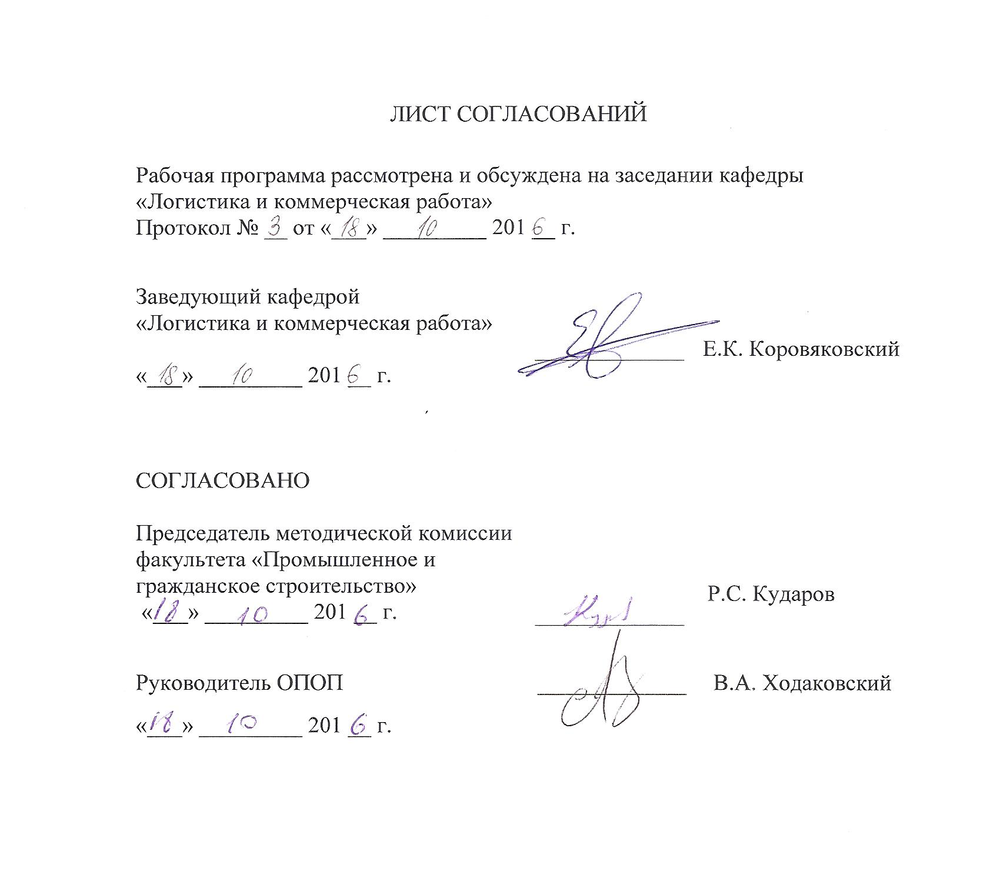 ЛИСТ СОГЛАСОВАНИЙ
Рабочая программа рассмотрена и обсуждена на заседании кафедры
«Логистика и коммерческая работа»
Протокол № 3 от «18» 10 2016 г.
Заведующий кафедрой
«Логистика и коммерческая работа»
Е.К. Коровяковский
«18» 10 2016 г.
СОГЛАСОВАНО
Председатель методической комиссии
факультета «Промышленное и
гражданское строительство»
Р.С. Кударов
«18» 10 2016 г.
Руководитель ОПОП
В.А. Ходаковский
«18» 10 2016 г.